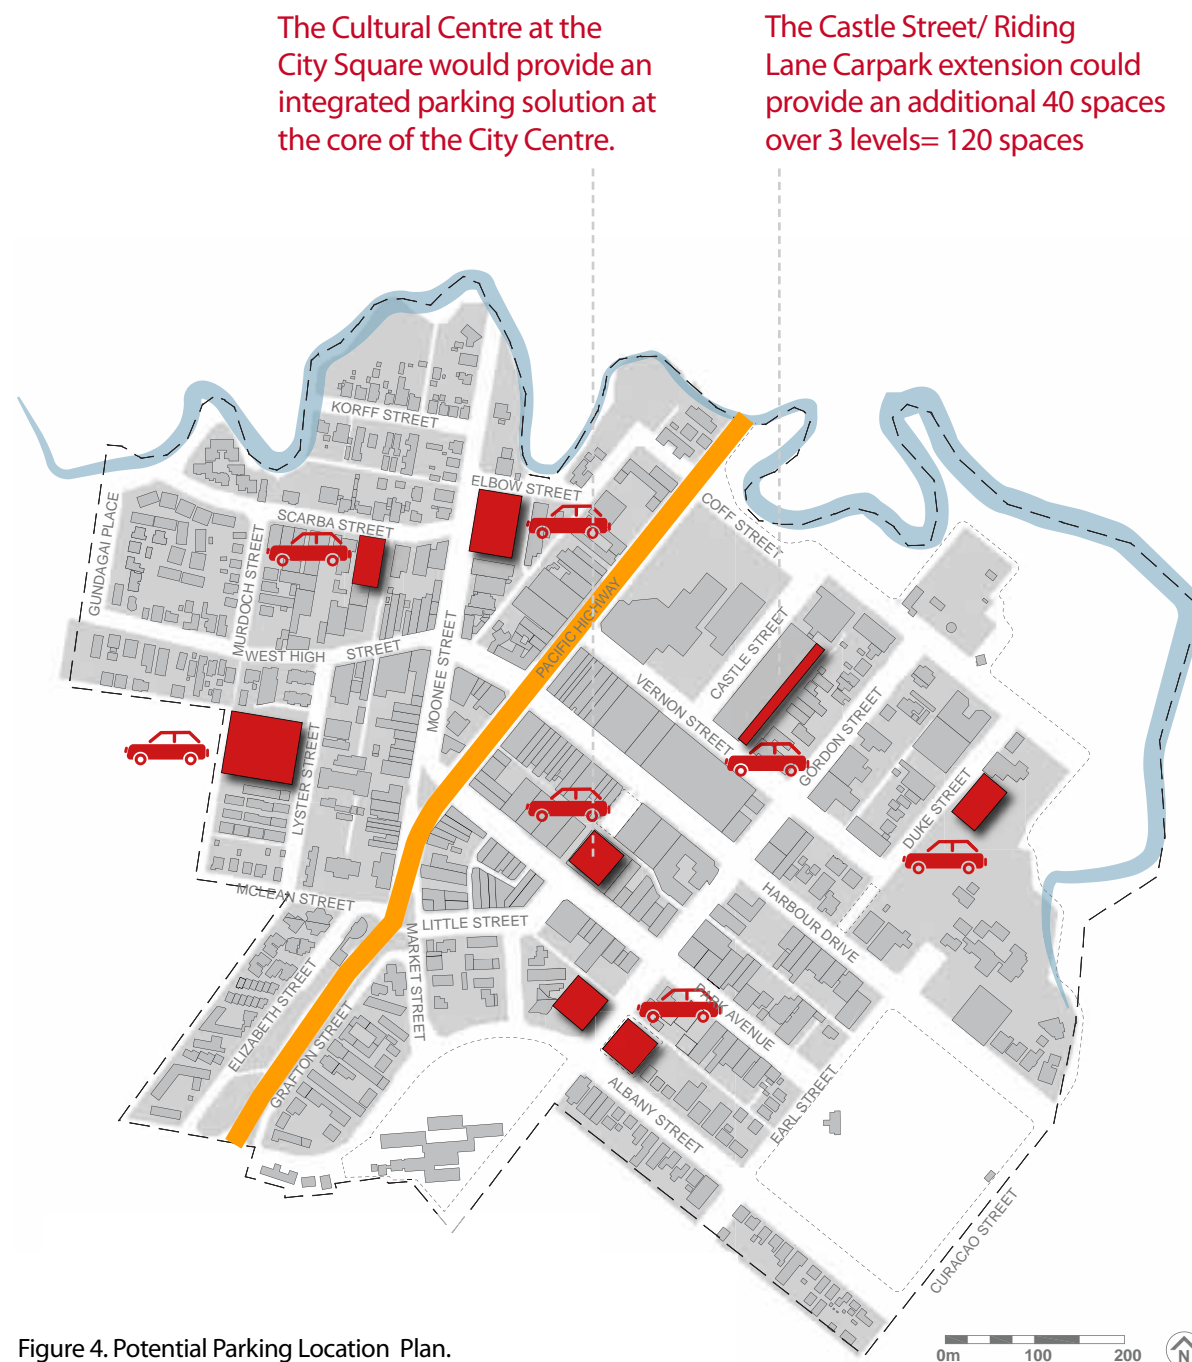 The Cultural Centre at the
City Square would provide an
integrated parking solution at
the core of the City Centre.
The Castle Street/ Riding
Lane Carpark extension could
provide an additional 40 spaces
over 3 levels= 120 spaces
KORFF STREET
ELBOW STREET
SCARBA STREET
GUNDAGAI PLACE
MURDOCH STREET
WEST HIGH STREET
MOONEE STREET
LYSTER STREET
MCLEAN STREET
PACIFIC HIGHWAY
COFF STREET
CASTLE STREET
VERNON STREET
GORDON STREET
DUKE STREET
HARBOUR DRIVE
LITTLE STREET
MARKET STREET
ELIZABETH STREET
GRAFTON STREET
PARK AVENUE
ALBANY STREET
EARL STREET
CURACAO STREET
Figure 4. Potential Parking Location Plan.
0m 100 200
N